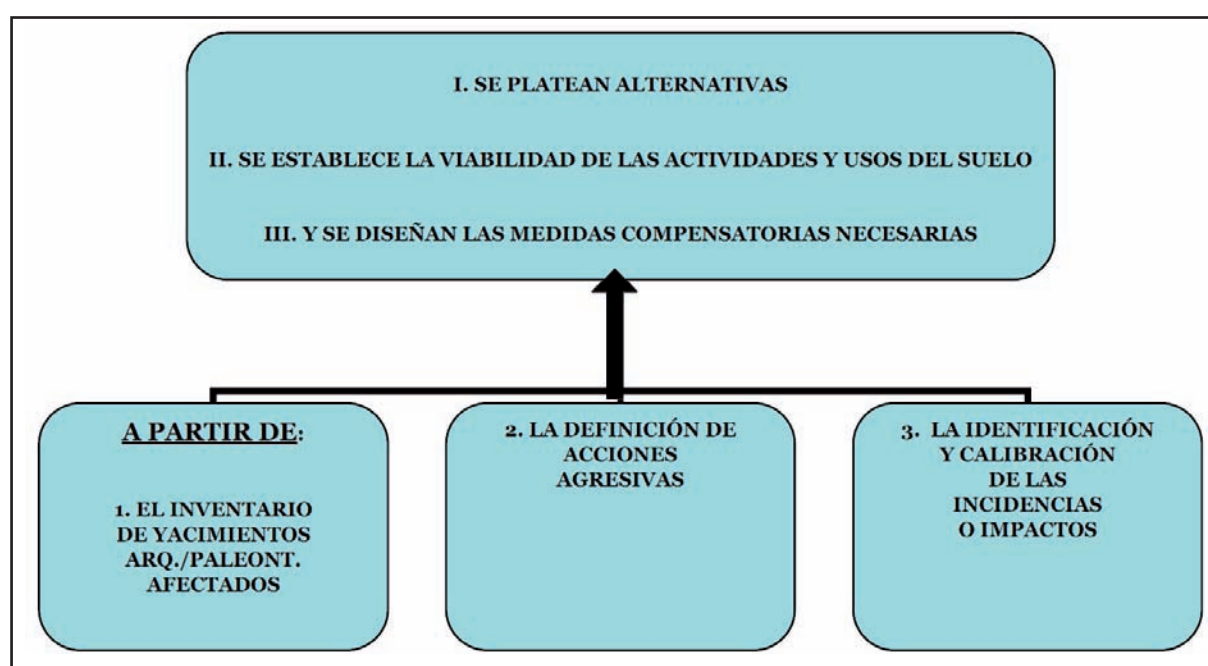 I. SE PLATEAN ALTERNATIVAS
II. SE ESTABLECE LA VIABILIDAD DE LAS ACTIVIDADES Y USOS DEL SUELO
III. Y SE DISEÑAN LAS MEDIDAS COMPENSATORIAS NECESARIAS
A PARTIR DE:
1. EL INVENTARIO
DE YACIMIENTOS
ARQ./PALEONT.
AFECTADOS
2. LA DEFINICIÓN DE
ACCIONES
AGRESIVAS
3. LA IDENTIFICACIÓN
Y CALIBRACIÓN
DE LAS
INCIDENCIAS
O IMPACTOS